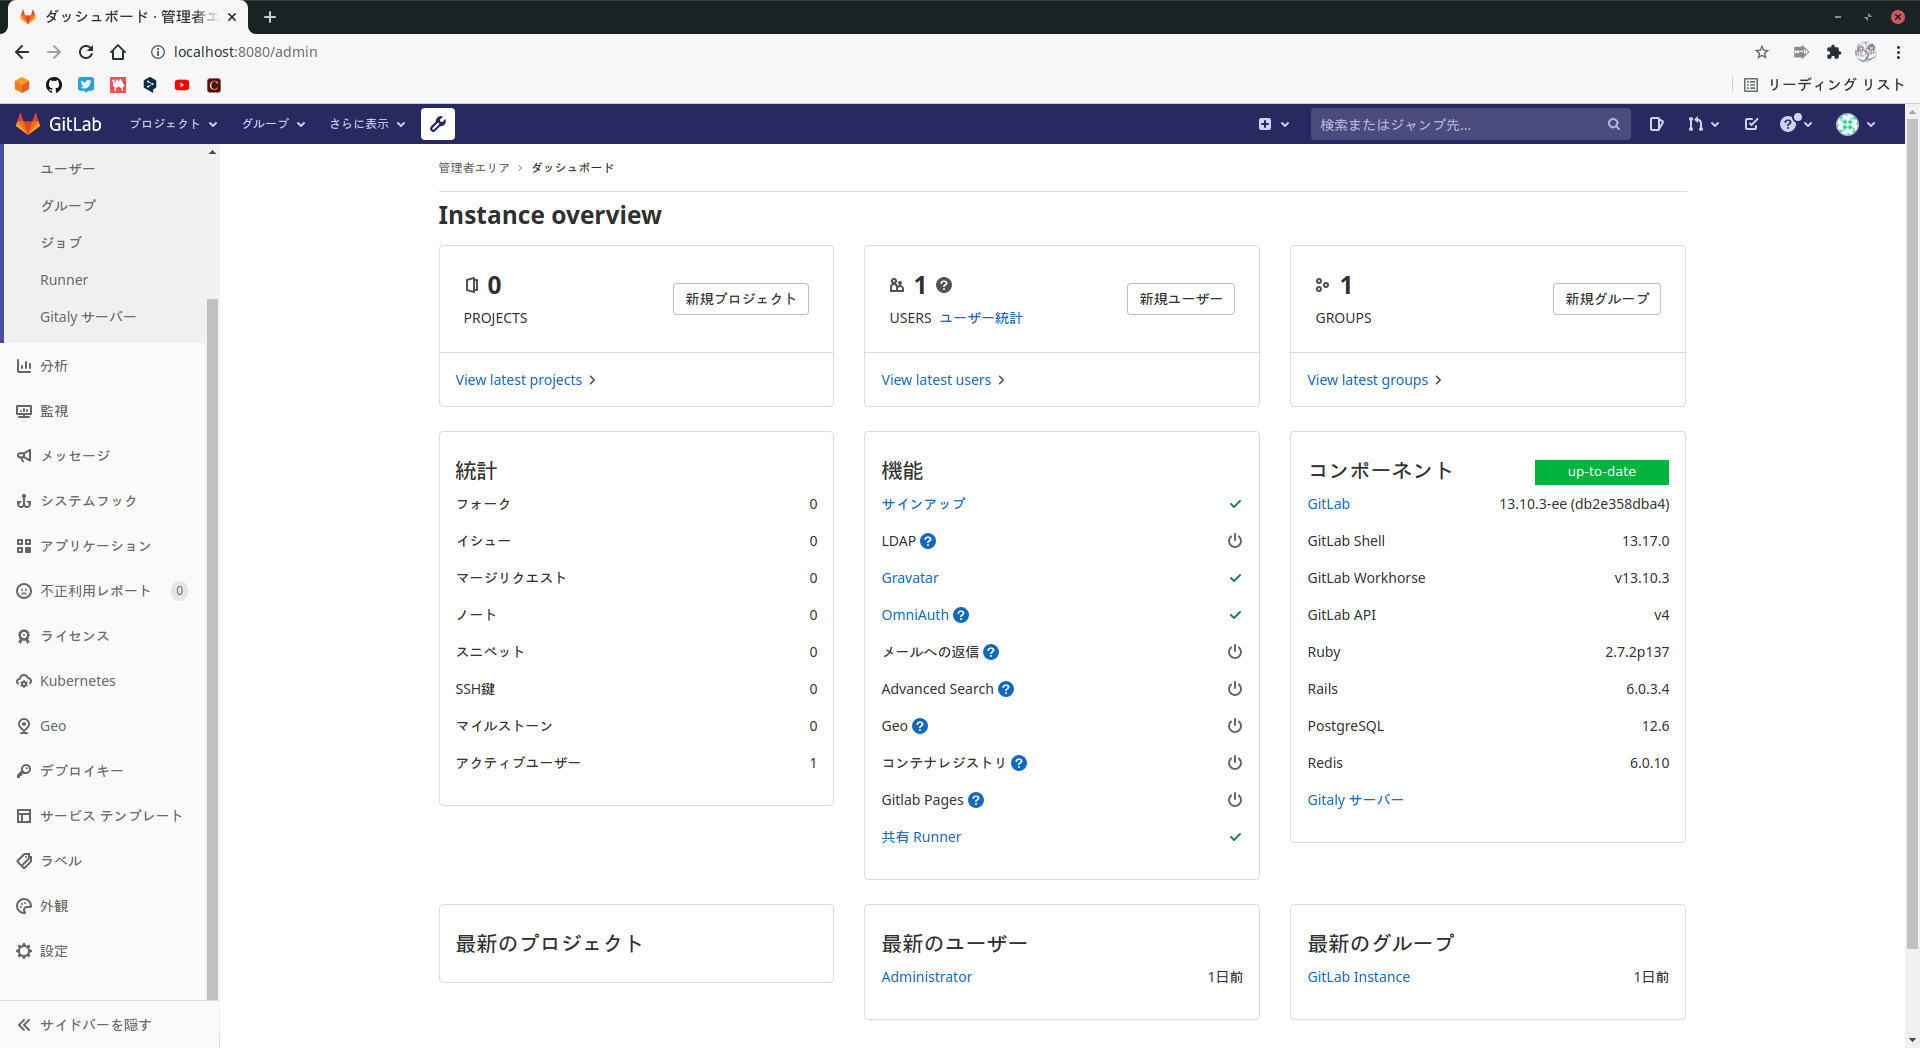 ダッシュボード · 管理者エ
localhost:8080/admin
リーディング リスト
GitLab
プロジェクト
グループ
さらに表示
検索またはジャンプ先...
ユーザー
グループ
ジョブ
Runner
Gitaly サーバー
分析
監視
メッセージ
システムフック
アプリケーション
不正利用レポート 0
ライセンス
Kubernetes
Geo
デプロイキー
サービス テンプレート
ラベル
外観
設定
サイドバーを隠す
管理者エリア › ダッシュボード
Instance overview
0
PROJECTS
新規プロジェクト
View latest projects
1
USERS ユーザー統計
新規ユーザー
View latest users
1
GROUPS
新規グループ
View latest groups
統計
フォーク 0
イシュー 0
マージリクエスト 0
ノート 0
スニペット 0
SSH鍵 0
マイルストーン 0
アクティブユーザー 1
機能
サインアップ
LDAP
Gravatar
OmniAuth
メールへの返信
Advanced Search
Geo
コンテナレジストリ
Gitlab Pages
共有 Runner
コンポーネント up-to-date
GitLab 13.10.3-ee (db2e358dba4)
GitLab Shell 13.17.0
GitLab Workhorse v13.10.3
GitLab API v4
Ruby 2.7.2p137
Rails 6.0.3.4
PostgreSQL 12.6
Redis 6.0.10
Gitaly サーバー
最新のプロジェクト
最新のユーザー
Administrator 1日前
最新のグループ
GitLab Instance 1日前